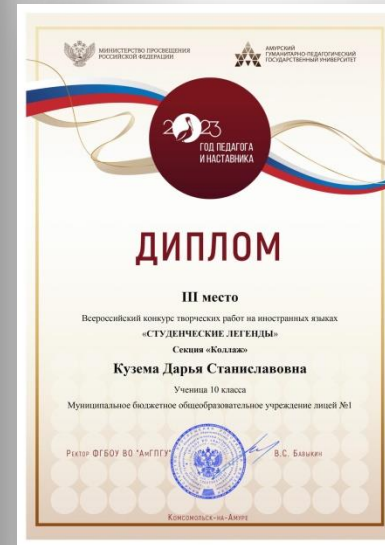 МИНИСТЕРСТВО ПРОСВЕЩЕНИЯ
РОССИЙСКОЙ ФЕДЕРАЦИИ
АМУРСКИЙ
ГУМАНИТАРНО-ПЕДАГОГИЧЕСКИЙ
ГОСУДАРСТВЕННЫЙ УНИВЕРСИТЕТ
2023
ГОД ПЕДАГОГА
И НАСТАВНИКА
ДИПЛОМ
III место
Всероссийский конкурс творческих работ на иностранных языках
«СТУДЕНЧЕСКИЕ ЛЕГЕНДЫ»
Секция «Коллаж»
Кузема Дарья Станиславовна
Ученица 10 класса
Муниципальное бюджетное общеобразовательное учреждение лицей №1
Ректор ФГБОУ ВО "АмГПГУ"
В.С. Бавыкин
Комсомольск-на-Амуре